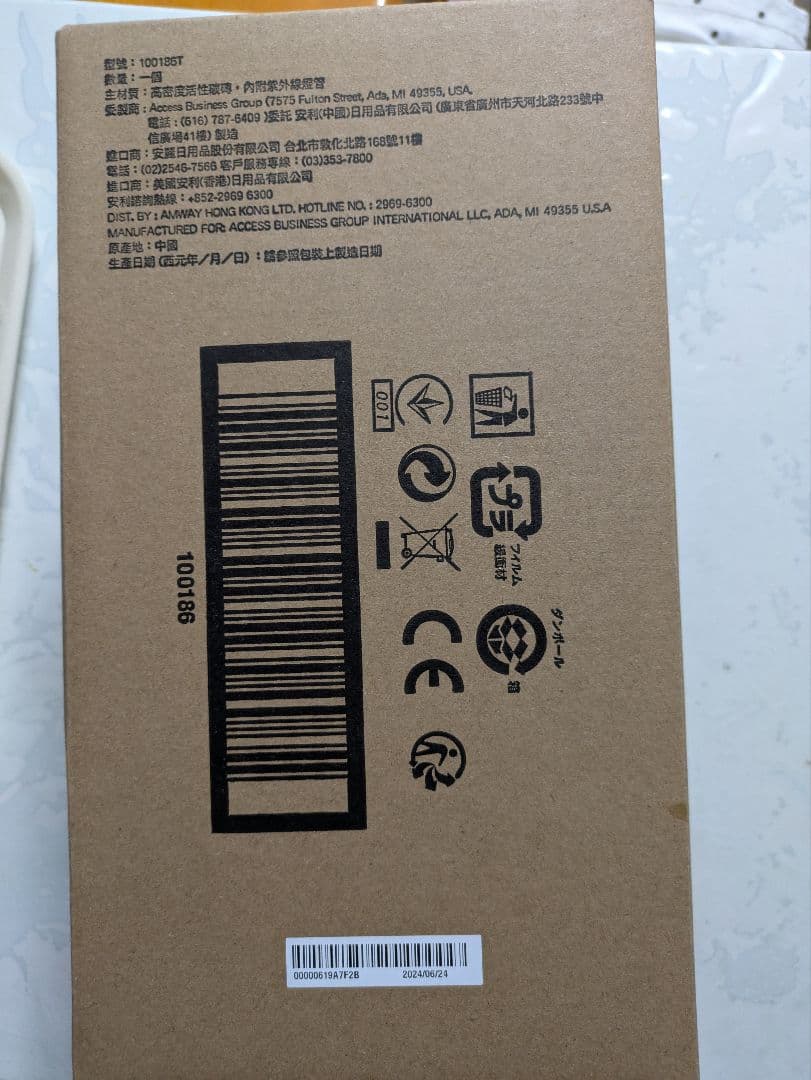 型號：100186T
數量：一個
主材質：高密度活性碳磚，內附紫外線燈管
委製商：Access Business Group (7575 Fulton Street, Ada, MI 49355, USA.
電話：(616) 787-6409 )委託 安利(中國)日用品有限公司 (廣東省廣州市天河北路233號中
信廣場41樓) 製造
進口商：安麗日用品股份有限公司 台北市敦化北路168號11樓
電話：(02)2546-7566 客戶服務專線：(03)353-7800
進口商：美國安利(香港)日用品有限公司
安利諮詢熱線：+852-2969 6300
DIST. BY : AMWAY HONG KONG LTD. HOTLINE NO. : 2969-6300
MANUFACTURED FOR: ACCESS BUSINESS GROUP INTERNATIONAL LLC, ADA, MI 49355 U.S.A
原產地：中國
生產日期 (西元年／月／日)：請參照包裝上製造日期
001
プラ
フィルム
緩衝材
ダンボール
箱
CE
100186
00000619A7F2B 2024/06/24